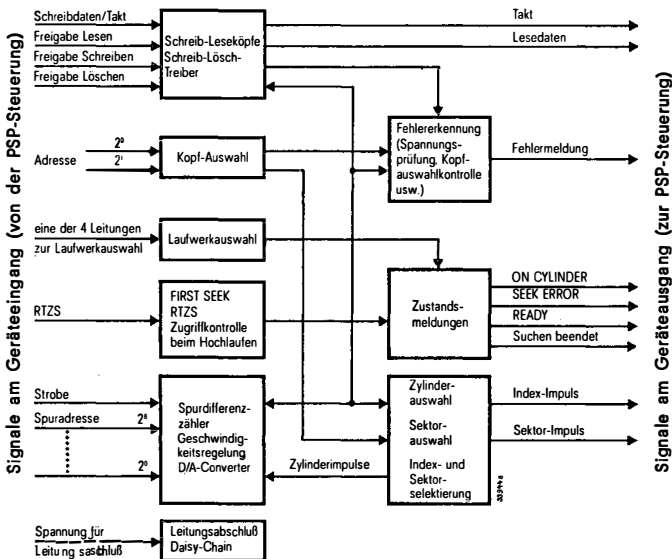 Signale am Geräteeingang (von der PSP-Steuerung)
Schreibdaten/Takt
Freigabe Lesen
Freigabe Schreiben
Freigabe Löschen
Schreib-Leseköpfe
Schreib-Lösch-
Treiber
Takt
Lesedaten
Adresse
2⁰
2¹
Kopf-Auswahl
Fehlererkennung
(Spannungs-
prüfung, Kopf-
auswahlkontrolle
usw.)
Fehlermeldung
eine der 4 Leitungen
zur Laufwerkauswahl
Laufwerkauswahl
RTZS
FIRST SEEK
RTZS
Zugriffkontrolle
beim Hochlaufen
Zustands-
meldungen
ON CYLINDER
SEEK ERROR
READY
Suchen beendet
Strobe
Spuradresse
2⁸
2⁰
Spurdifferenz-
zähler
Geschwindig-
keitsregelung
D/A-Converter
Zylinderimpulse
Zylinder-
auswahl
Sektor-
auswahl
Index- und
Sektor-
selektierung
Index-Impuls
Sektor-Impuls
Spannung für
Leitung saschluß
Leitungsabschluß
Daisy-Chain
Signale am Geräteausgang (zur PSP-Steuerung)